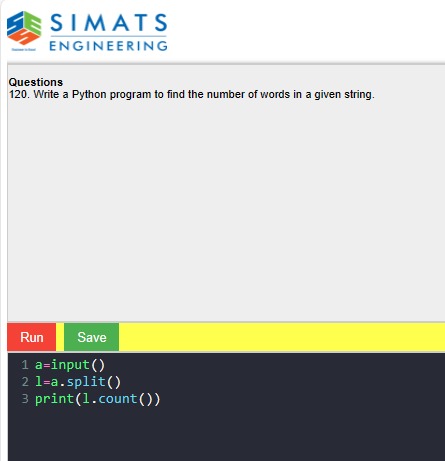 SIMATS
ENGINEERING
Questions
120. Write a Python program to find the number of words in a given string.
Run Save
1 a=input()
2 l=a.split()
3 print(l.count())